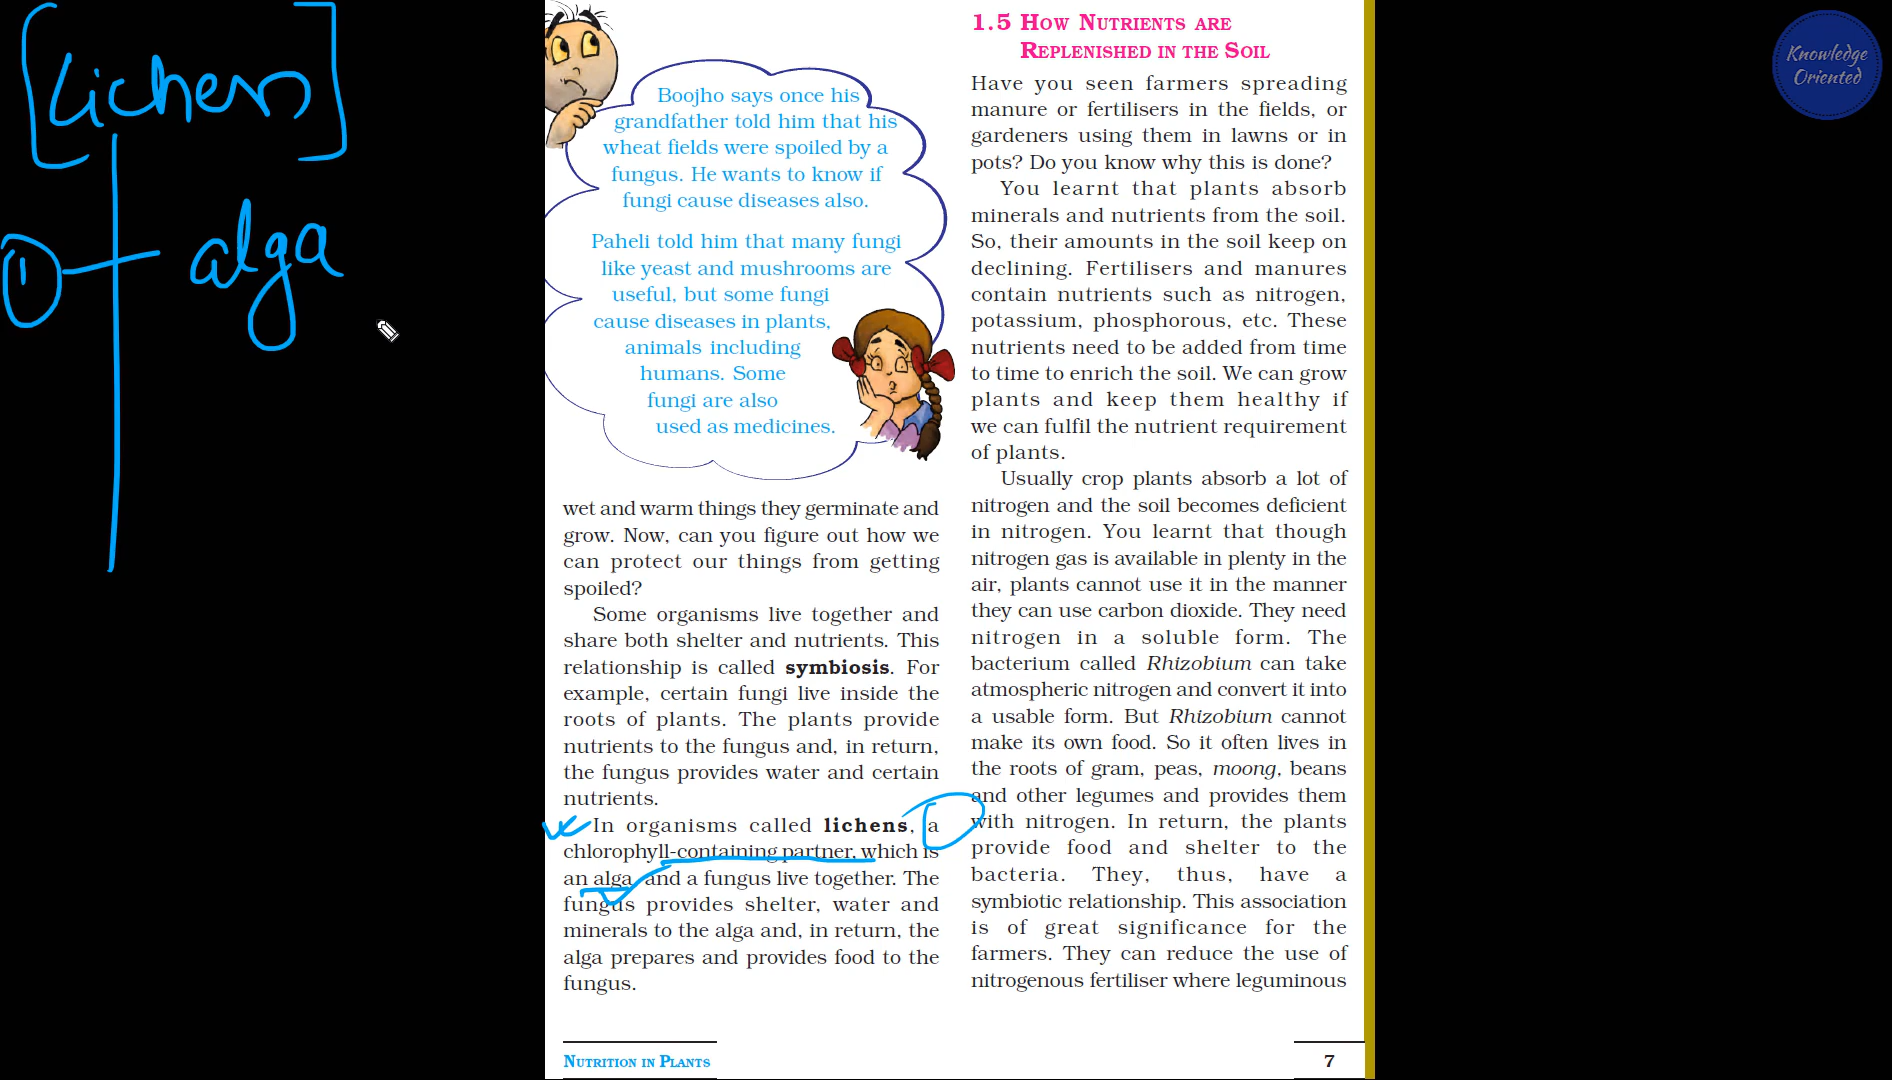 [Lichens]
1 alga
Boojho says once his
grandfather told him that his
wheat fields were spoiled by a
fungus. He wants to know if
fungi cause diseases also.
Paheli told him that many fungi
like yeast and mushrooms are
useful, but some fungi
cause diseases in plants,
animals including
humans. Some
fungi are also
used as medicines.
wet and warm things they germinate and
grow. Now, can you figure out how we
can protect our things from getting
spoiled?
Some organisms live together and
share both shelter and nutrients. This
relationship is called symbiosis. For
example, certain fungi live inside the
roots of plants. The plants provide
nutrients to the fungus and, in return,
the fungus provides water and certain
nutrients.
In organisms called lichens, a
chlorophyll-containing partner, which is
an alga, and a fungus live together. The
fungus provides shelter, water and
minerals to the alga and, in return, the
alga prepares and provides food to the
fungus.
1.5 How Nutrients are
Replenished in the Soil
Have you seen farmers spreading
manure or fertilisers in the fields, or
gardeners using them in lawns or in
pots? Do you know why this is done?
You learnt that plants absorb
minerals and nutrients from the soil.
So, their amounts in the soil keep on
declining. Fertilisers and manures
contain nutrients such as nitrogen,
potassium, phosphorous, etc. These
nutrients need to be added from time
to time to enrich the soil. We can grow
plants and keep them healthy if
we can fulfil the nutrient requirement
of plants.
Usually crop plants absorb a lot of
nitrogen and the soil becomes deficient
in nitrogen. You learnt that though
nitrogen gas is available in plenty in the
air, plants cannot use it in the manner
they can use carbon dioxide. They need
nitrogen in a soluble form. The
bacterium called Rhizobium can take
atmospheric nitrogen and convert it into
a usable form. But Rhizobium cannot
make its own food. So it often lives in
the roots of gram, peas, moong, beans
and other legumes and provides them
with nitrogen. In return, the plants
provide food and shelter to the
bacteria. They, thus, have a
symbiotic relationship. This association
is of great significance for the
farmers. They can reduce the use of
nitrogenous fertiliser where leguminous
Nutrition in Plants
7
Knowledge
Oriented